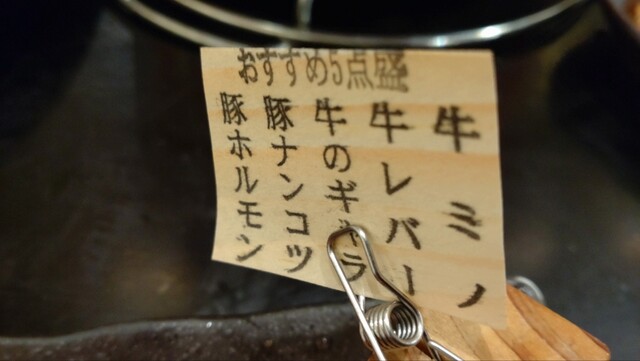 おすすめ5点盛
牛ミノ
牛レバー
牛のギャラ
豚ナンコツ
豚ホルモン